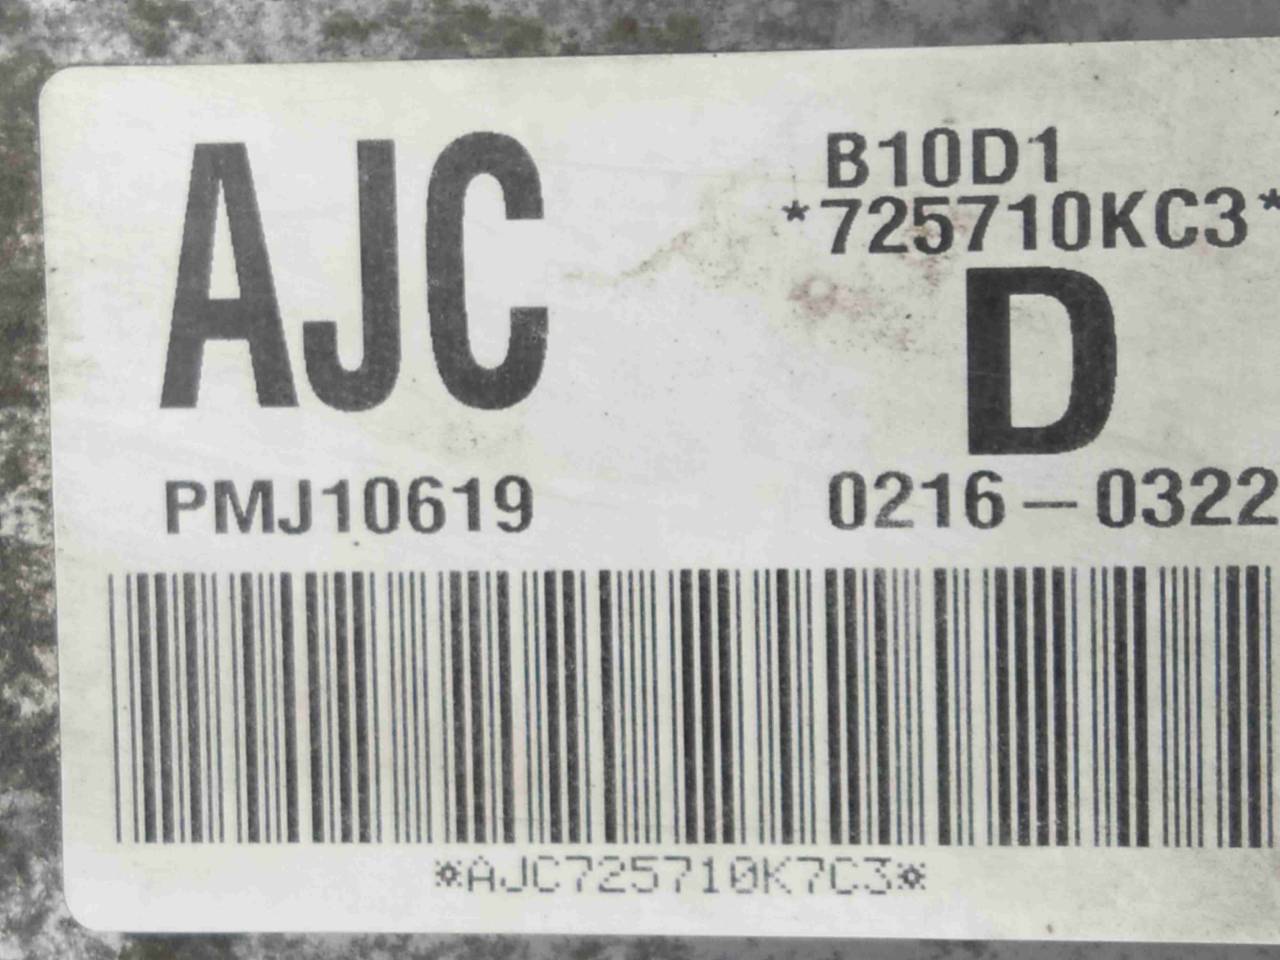 AJC
B10D1
*725710KC3*
D
PMJ10619
0216-0322
*AJC725710K7C3*